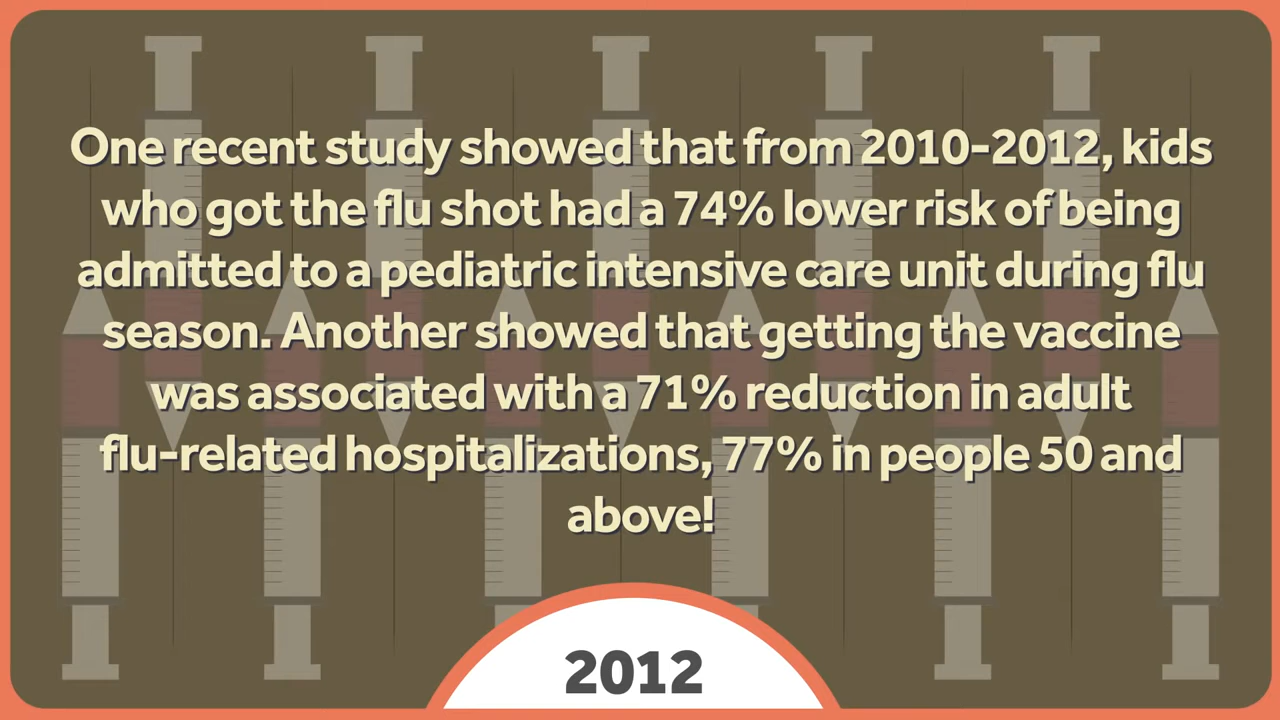 One recent study showed that from 2010-2012, kids
who got the flu shot had a 74% lower risk of being
admitted to a pediatric intensive care unit during flu
season. Another showed that getting the vaccine
was associated with a 71% reduction in adult
flu-related hospitalizations, 77% in people 50 and
above!
2012